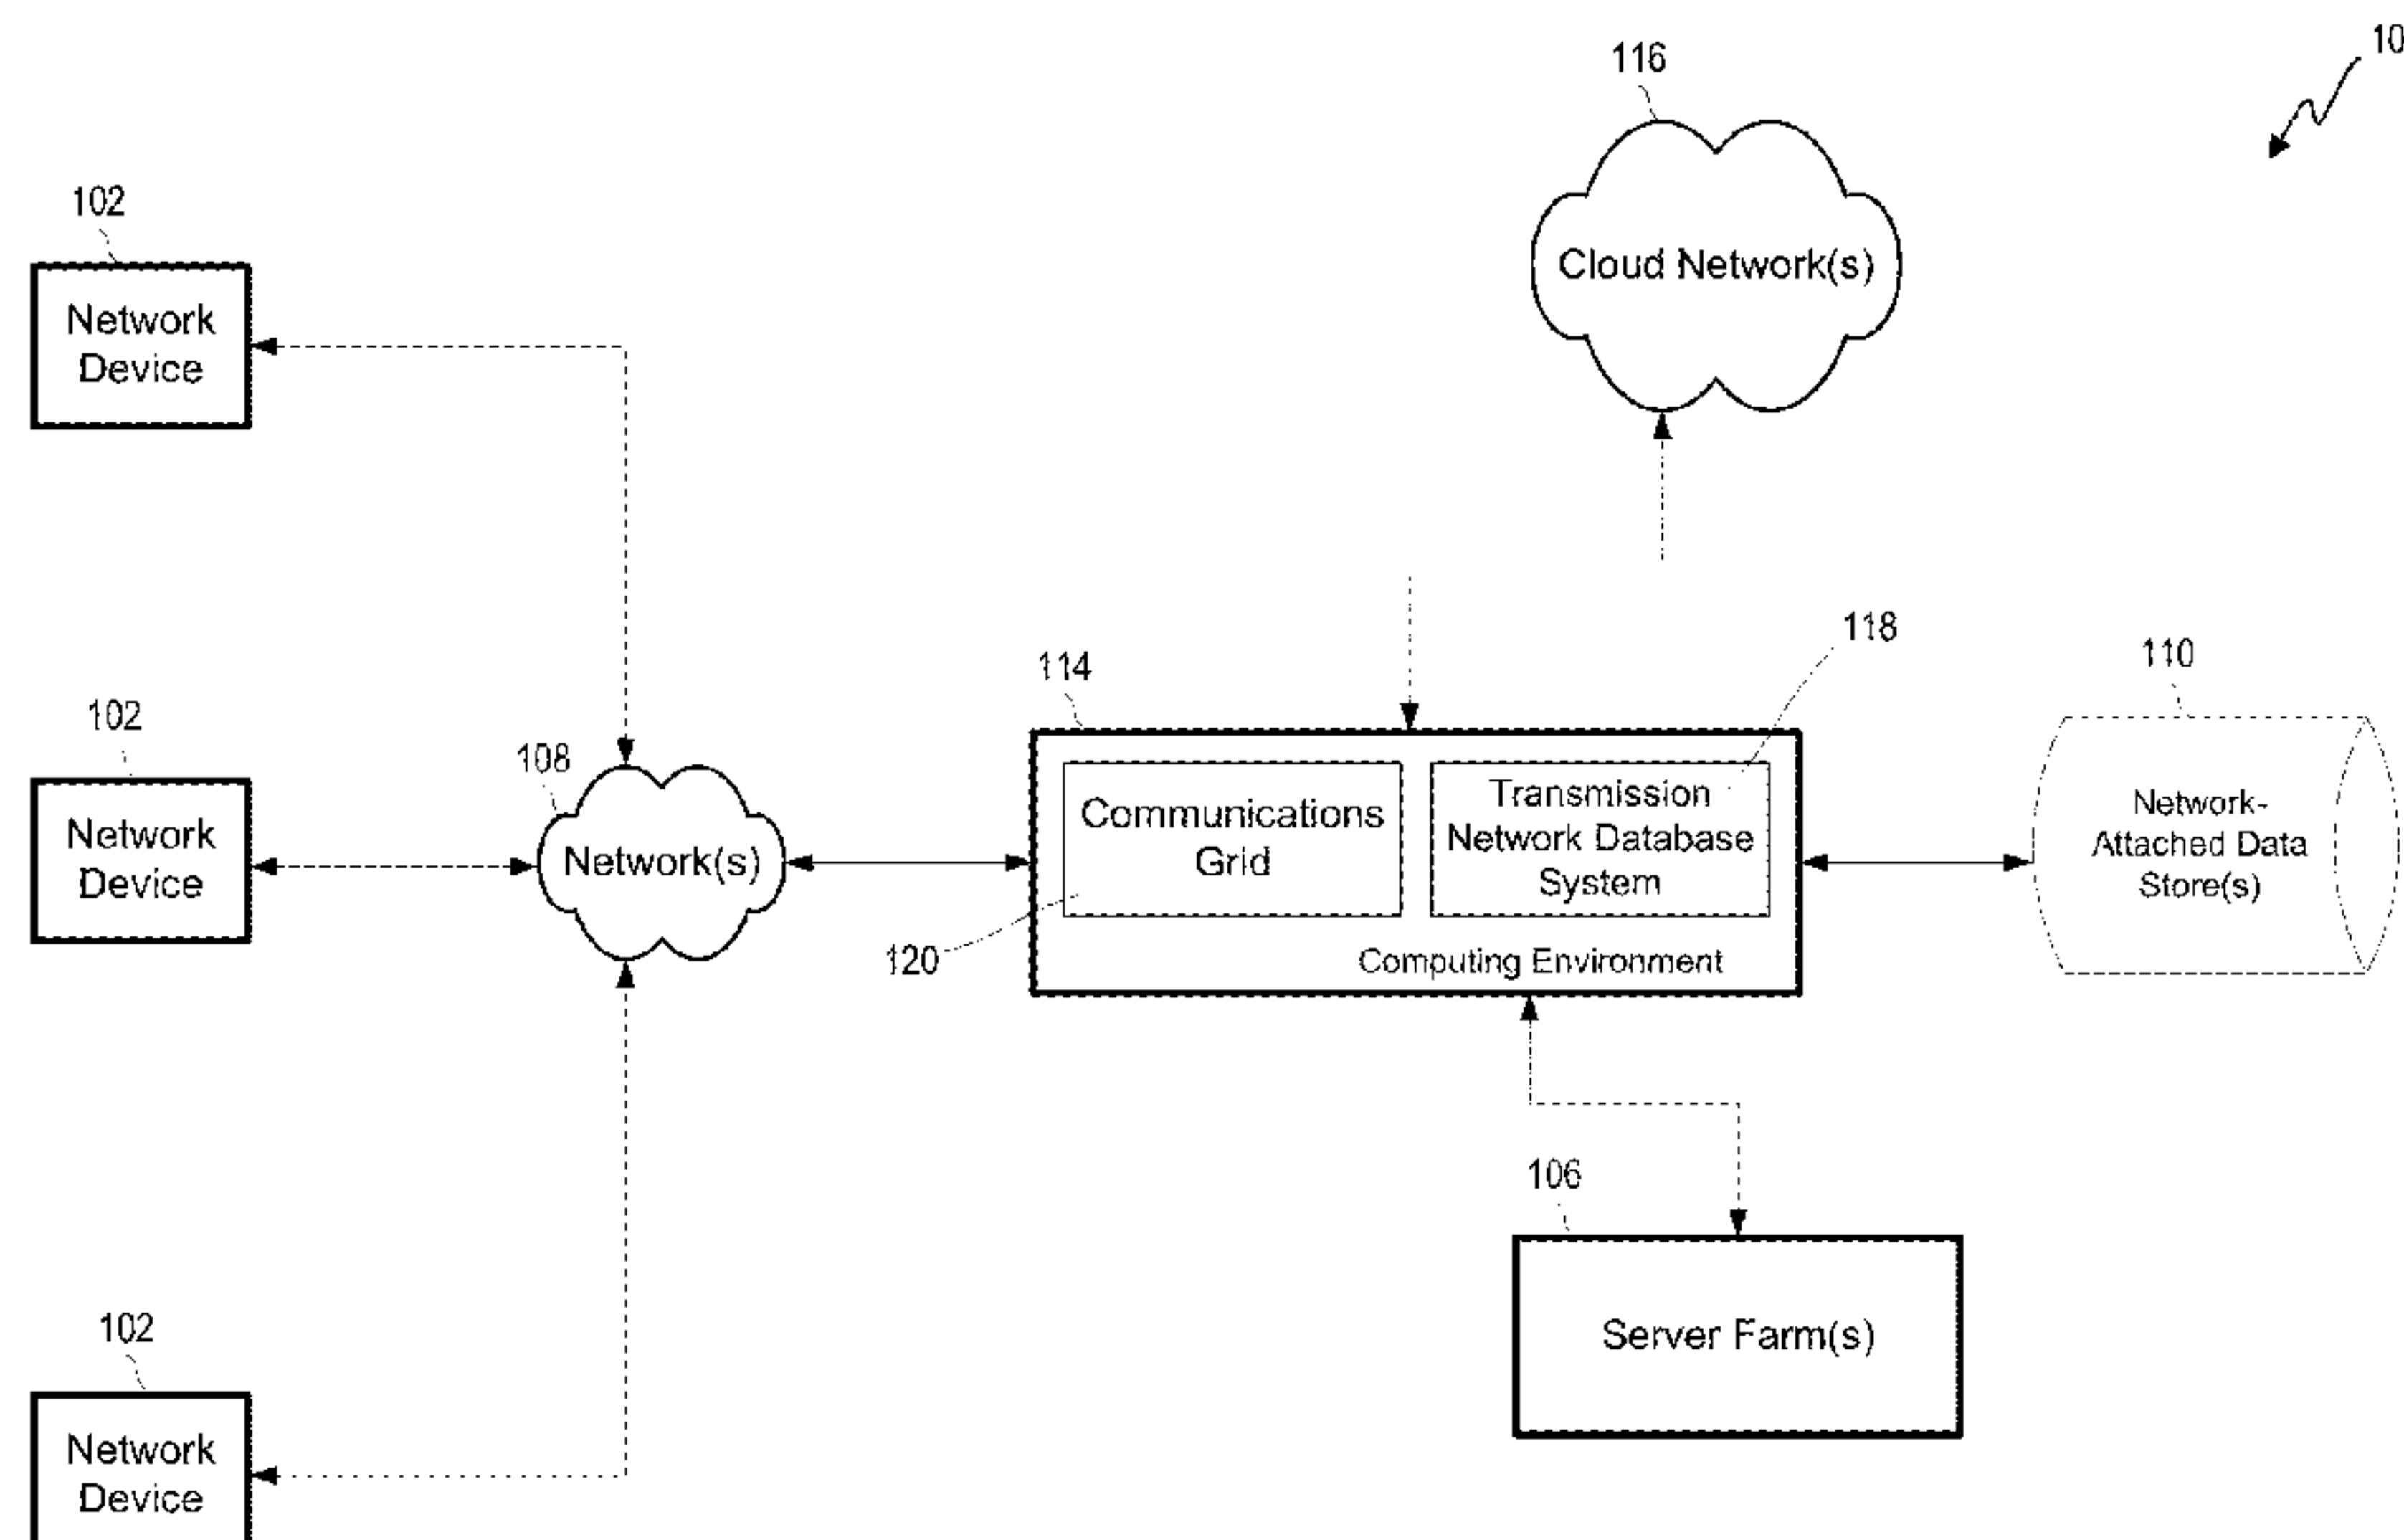 10
116
Cloud Network(s)
102
Network
Device
118
110
114
102
108
Network
Device
Network(s)
Communications
Grid
Transmission
Network Database
System
Network-
Attached Data
Store(s)
120
Computing Environment
106
Server Farm(s)
102
Network
Device